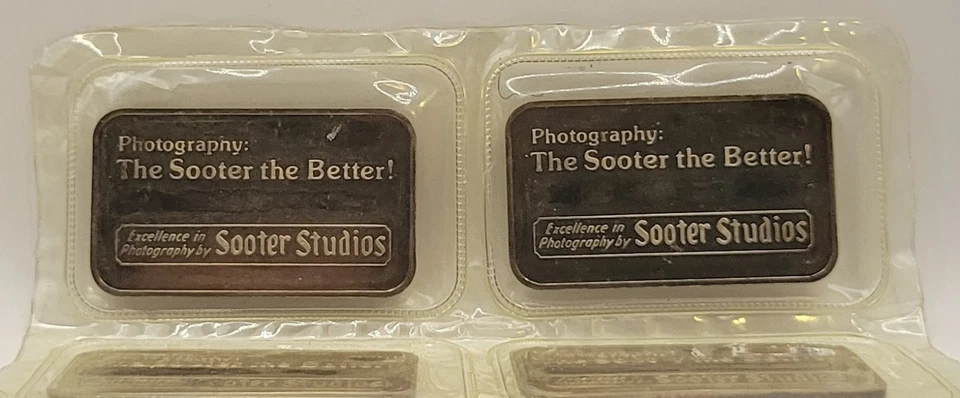 Photography:
The Sooter the Better!
Excellence in
Photography by Sooter Studios
Photography:
The Sooter the Better!
Excellence in
Photography by Sooter Studios